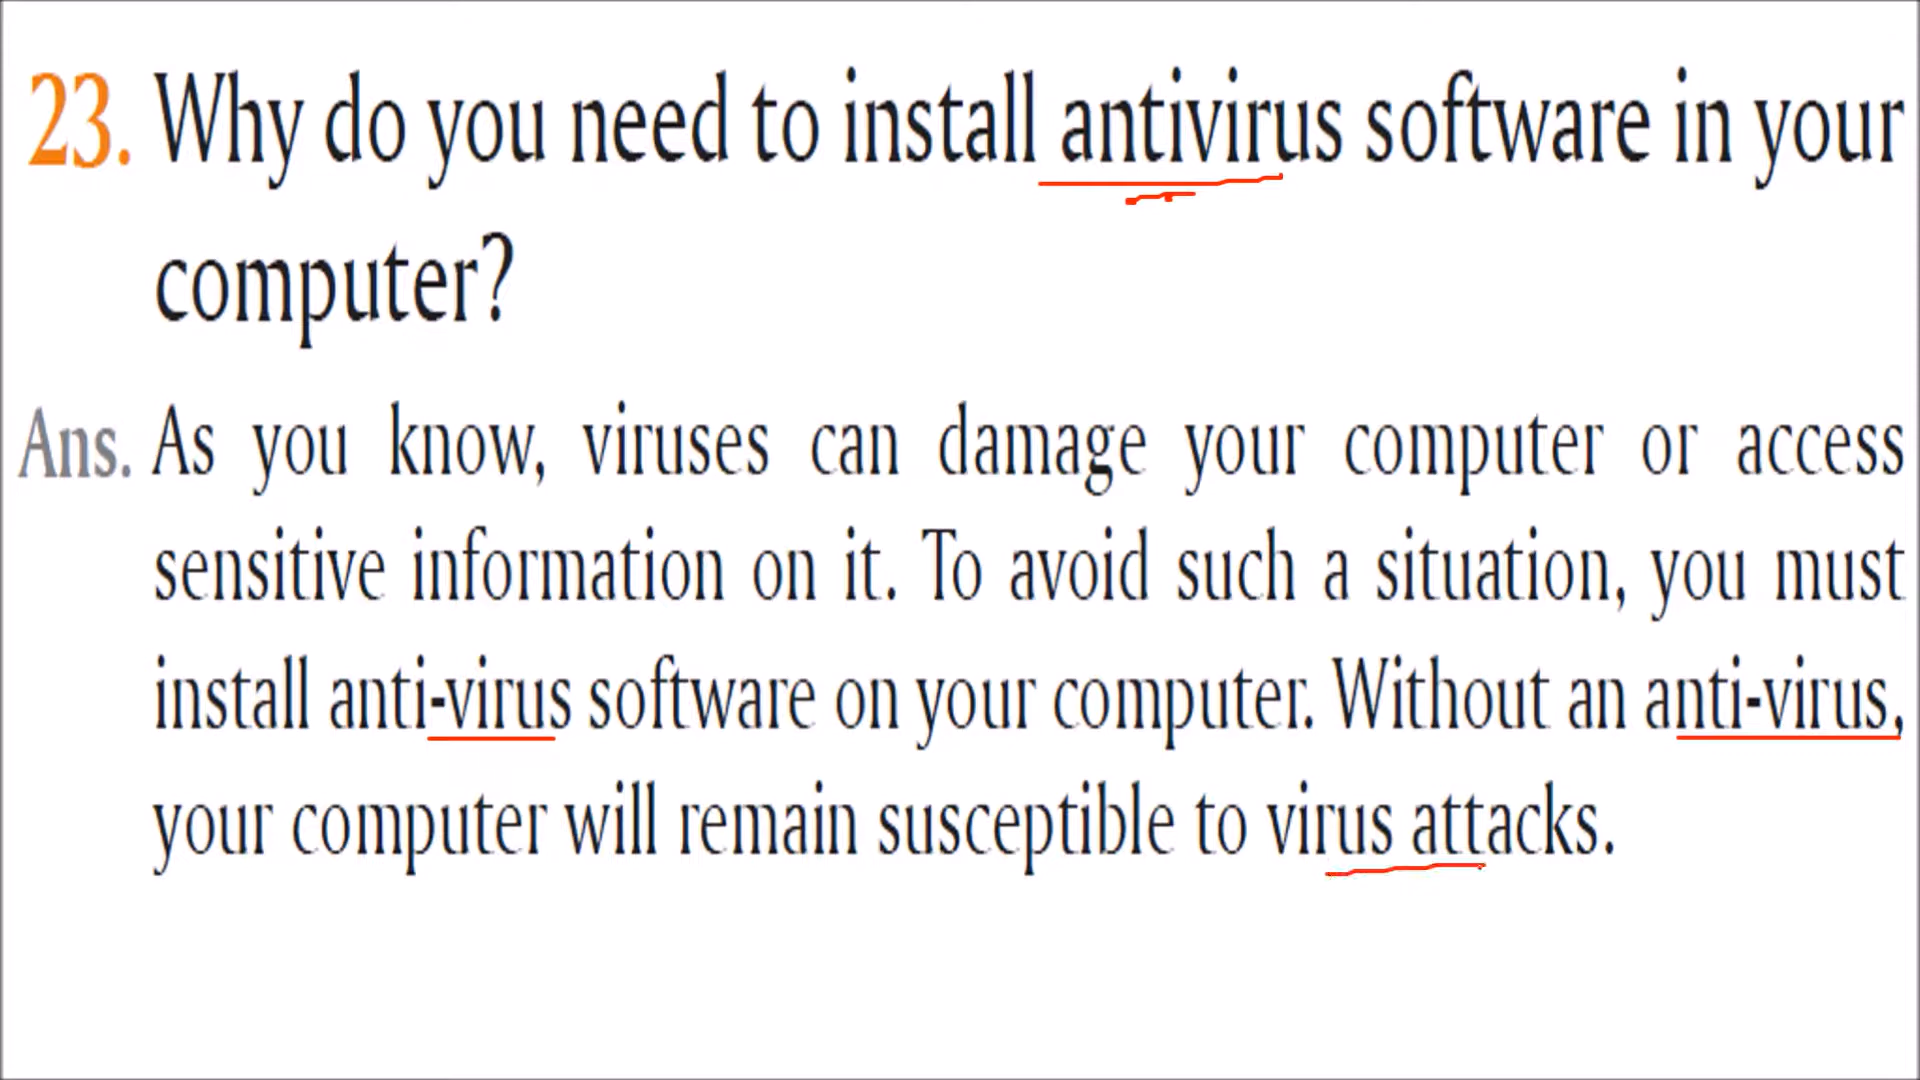 23. Why do you need to install antivirus software in your
computer?
Ans. As you know, viruses can damage your computer or access
sensitive information on it. To avoid such a situation, you must
install anti-virus software on your computer. Without an anti-virus,
your computer will remain susceptible to virus attacks.